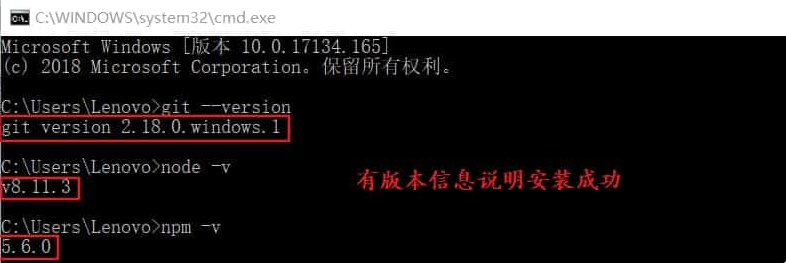 C:\WINDOWS\system32\cmd.exe
Microsoft Windows [版本 10.0.17134.165]
(c) 2018 Microsoft Corporation。保留所有权利。
C:\Users\Lenovo>git --version
git version 2.18.0.windows.1
C:\Users\Lenovo>node -v
v8.11.3
有版本信息说明安装成功
C:\Users\Lenovo>npm -v
5.6.0